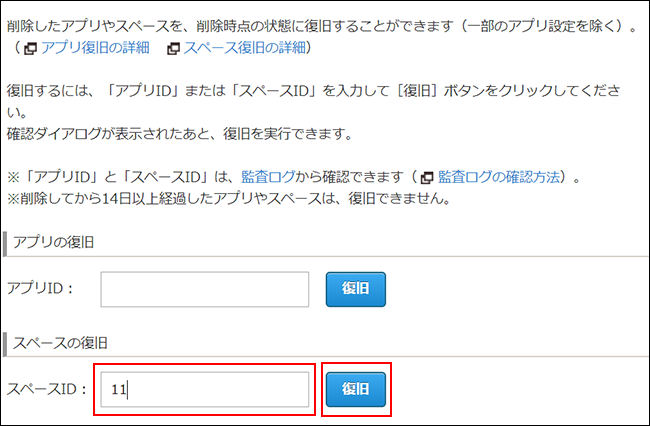 削除したアプリやスペースを、削除時点の状態に復旧することができます（一部のアプリ設定を除く）。
（ アプリ復旧の詳細 スペース復旧の詳細）
復旧するには、「アプリID」または「スペースID」を入力して［復旧］ボタンをクリックしてくださ
い。
確認ダイアログが表示されたあと、復旧を実行できます。
※「アプリID」と「スペースID」は、監査ログから確認できます（ 監査ログの確認方法）。
※削除してから14日以上経過したアプリやスペースは、復旧できません。
アプリの復旧
アプリID： 復旧
スペースの復旧
スペースID： 11 復旧